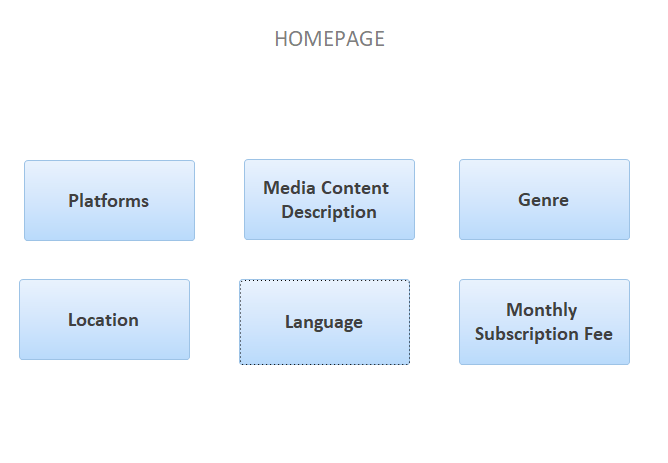 HOMEPAGE
Platforms
Media Content
Description
Genre
Location
Language
Monthly
Subscription Fee